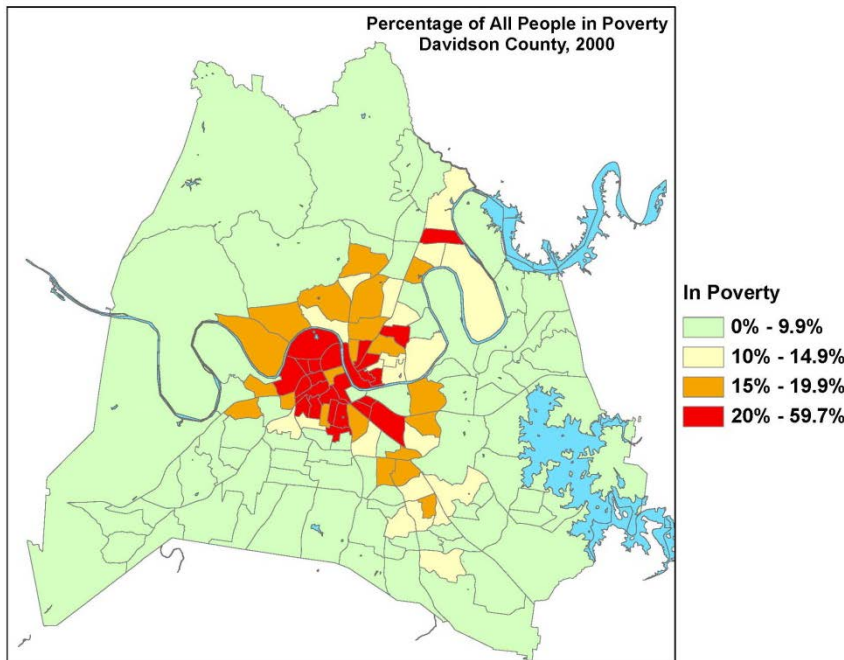 Percentage of All People in Poverty
Davidson County, 2000
In Poverty
0% - 9.9%
10% - 14.9%
15% - 19.9%
20% - 59.7%